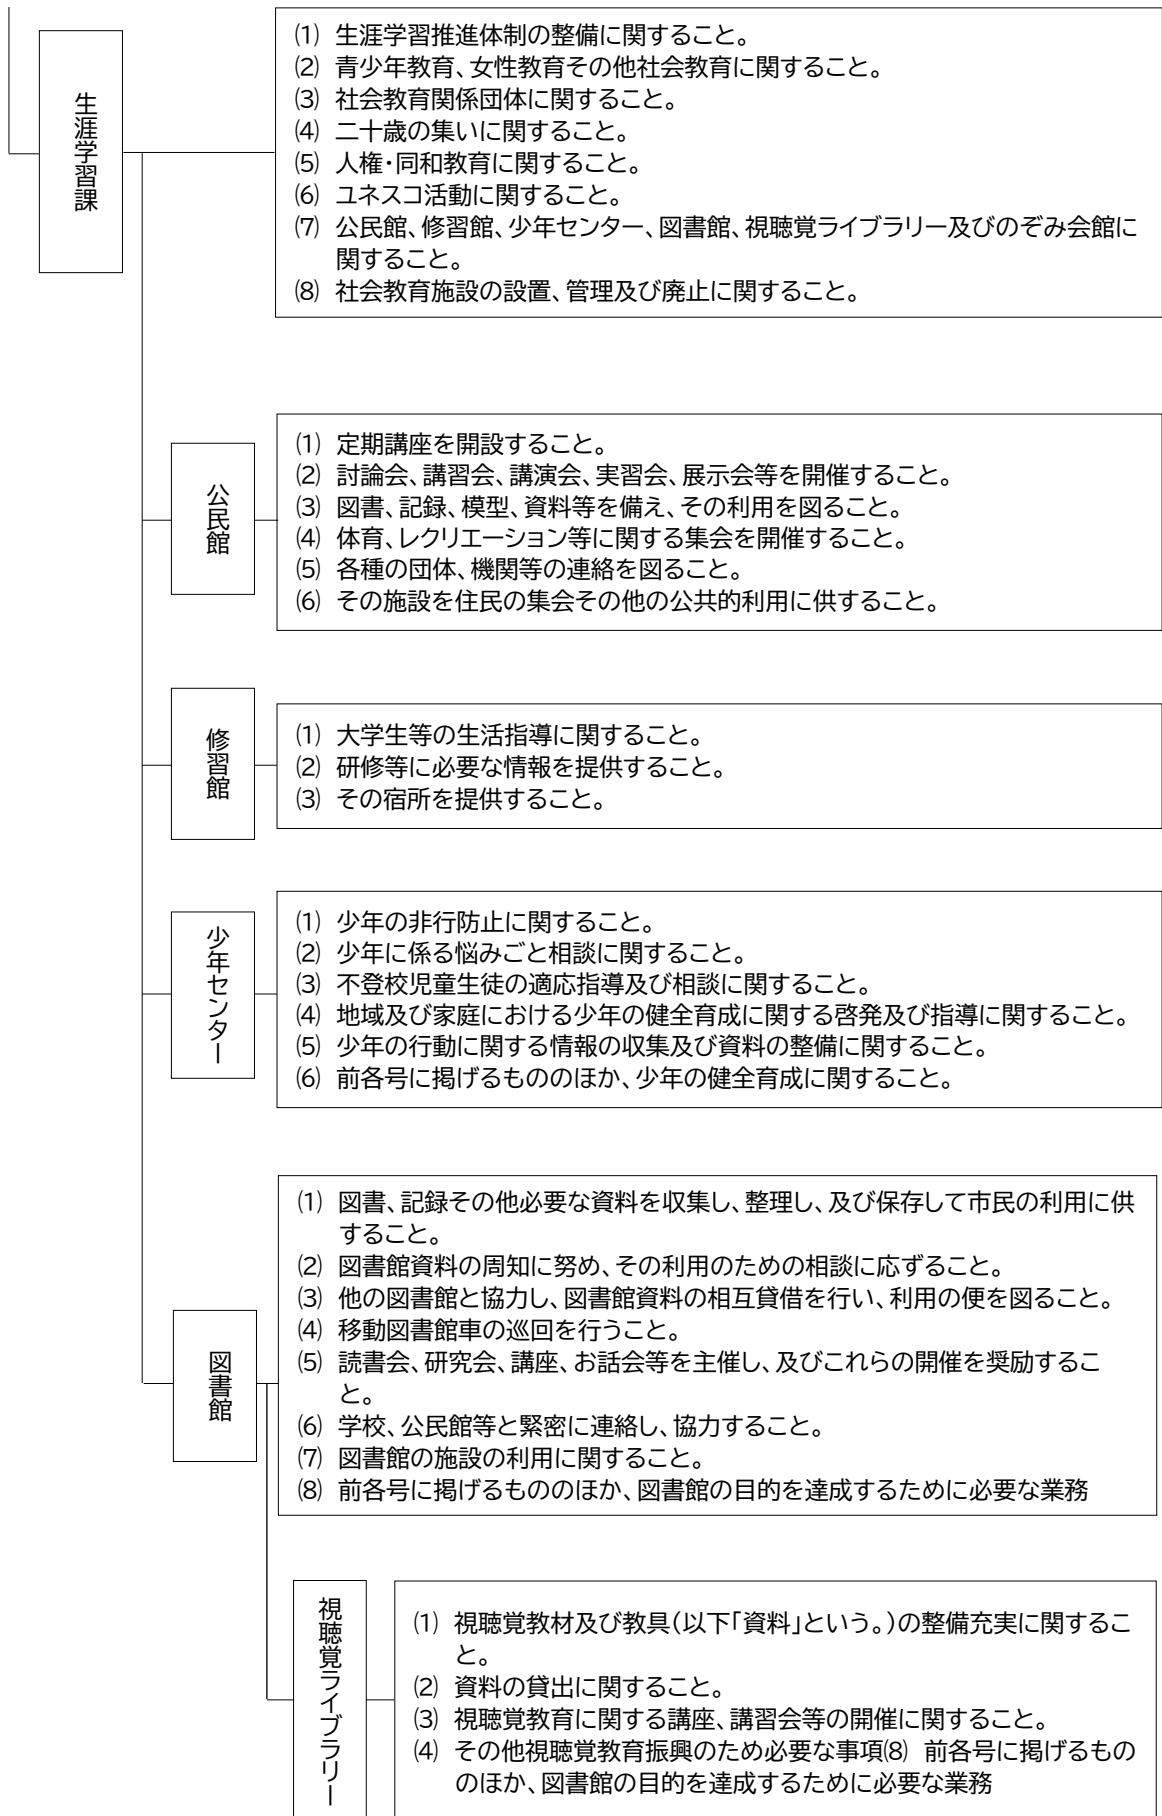 生涯学習課
⑴ 生涯学習推進体制の整備に関すること。
⑵ 青少年教育、女性教育その他社会教育に関すること。
⑶ 社会教育関係団体に関すること。
⑷ 二十歳の集いに関すること。
⑸ 人権・同和教育に関すること。
⑹ ユネスコ活動に関すること。
⑺ 公民館、修習館、少年センター、図書館、視聴覚ライブラリー及びのぞみ会館に
関すること。
⑻ 社会教育施設の設置、管理及び廃止に関すること。
公民館
⑴ 定期講座を開設すること。
⑵ 討論会、講習会、講演会、実習会、展示会等を開催すること。
⑶ 図書、記録、模型、資料等を備え、その利用を図ること。
⑷ 体育、レクリエーション等に関する集会を開催すること。
⑸ 各種の団体、機関等の連絡を図ること。
⑹ その施設を住民の集会その他の公共的利用に供すること。
修習館
⑴ 大学生等の生活指導に関すること。
⑵ 研修等に必要な情報を提供すること。
⑶ その宿所を提供すること。
少年センター
⑴ 少年の非行防止に関すること。
⑵ 少年に係る悩みごと相談に関すること。
⑶ 不登校児童生徒の適応指導及び相談に関すること。
⑷ 地域及び家庭における少年の健全育成に関する啓発及び指導に関すること。
⑸ 少年の行動に関する情報の収集及び資料の整備に関すること。
⑹ 前各号に掲げるもののほか、少年の健全育成に関すること。
図書館
⑴ 図書、記録その他必要な資料を収集し、整理し、及び保存して市民の利用に供
すること。
⑵ 図書館資料の周知に努め、その利用のための相談に応ずること。
⑶ 他の図書館と協力し、図書館資料の相互貸借を行い、利用の便を図ること。
⑷ 移動図書館車の巡回を行うこと。
⑸ 読書会、研究会、講座、お話会等を主催し、及びこれらの開催を奨励するこ
と。
⑹ 学校、公民館等と緊密に連絡し、協力すること。
⑺ 図書館の施設の利用に関すること。
⑻ 前各号に掲げるもののほか、図書館の目的を達成するために必要な業務
視聴覚ライブラリー
⑴ 視聴覚教材及び教具(以下「資料」という。)の整備充実に関するこ
と。
⑵ 資料の貸出に関すること。
⑶ 視聴覚教育に関する講座、講習会等の開催に関すること。
⑷ その他視聴覚教育振興のため必要な事項⑻ 前各号に掲げるもの
のほか、図書館の目的を達成するために必要な業務